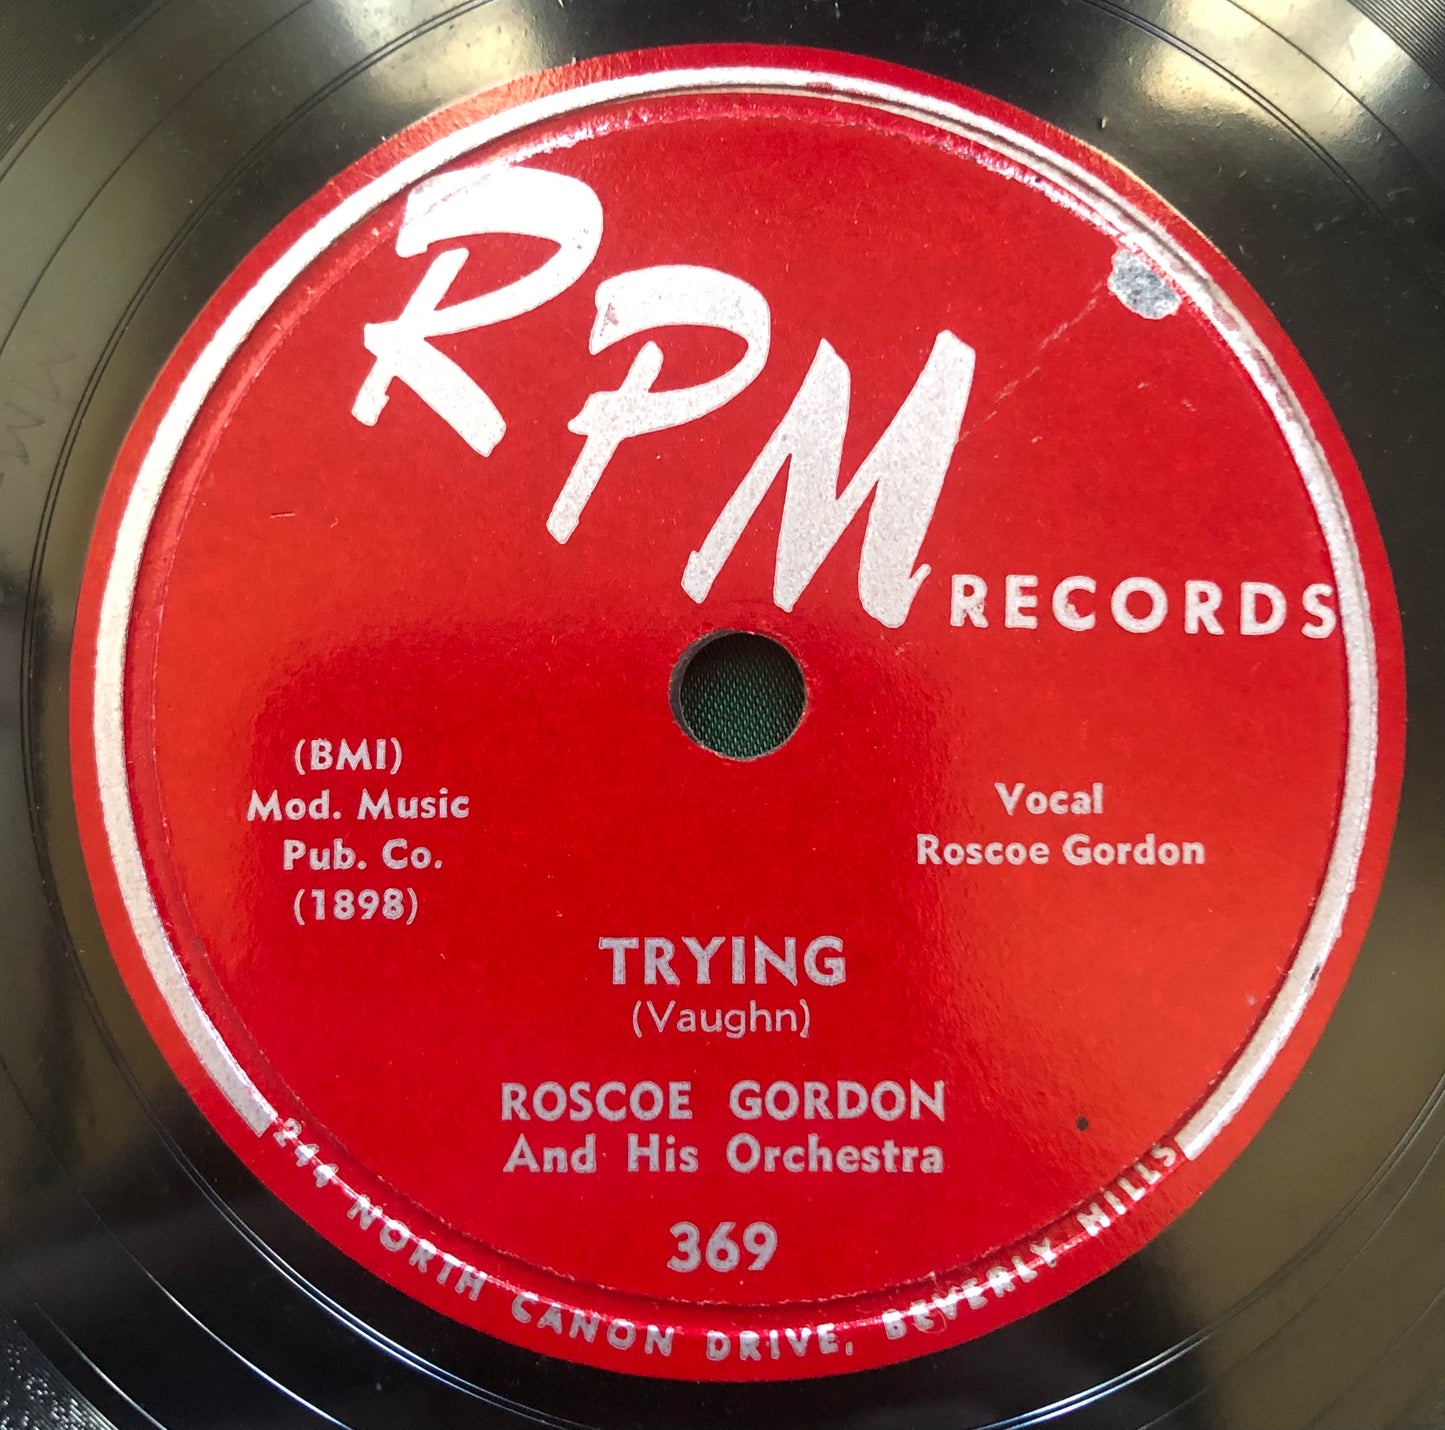 RPM RECORDS
(BMI)
Mod. Music
Pub. Co.
(1898)
Vocal
Roscoe Gordon
TRYING
(Vaughn)
ROSCOE GORDON
And His Orchestra
369
244 NORTH CANON DRIVE, BEVERLY HILLS